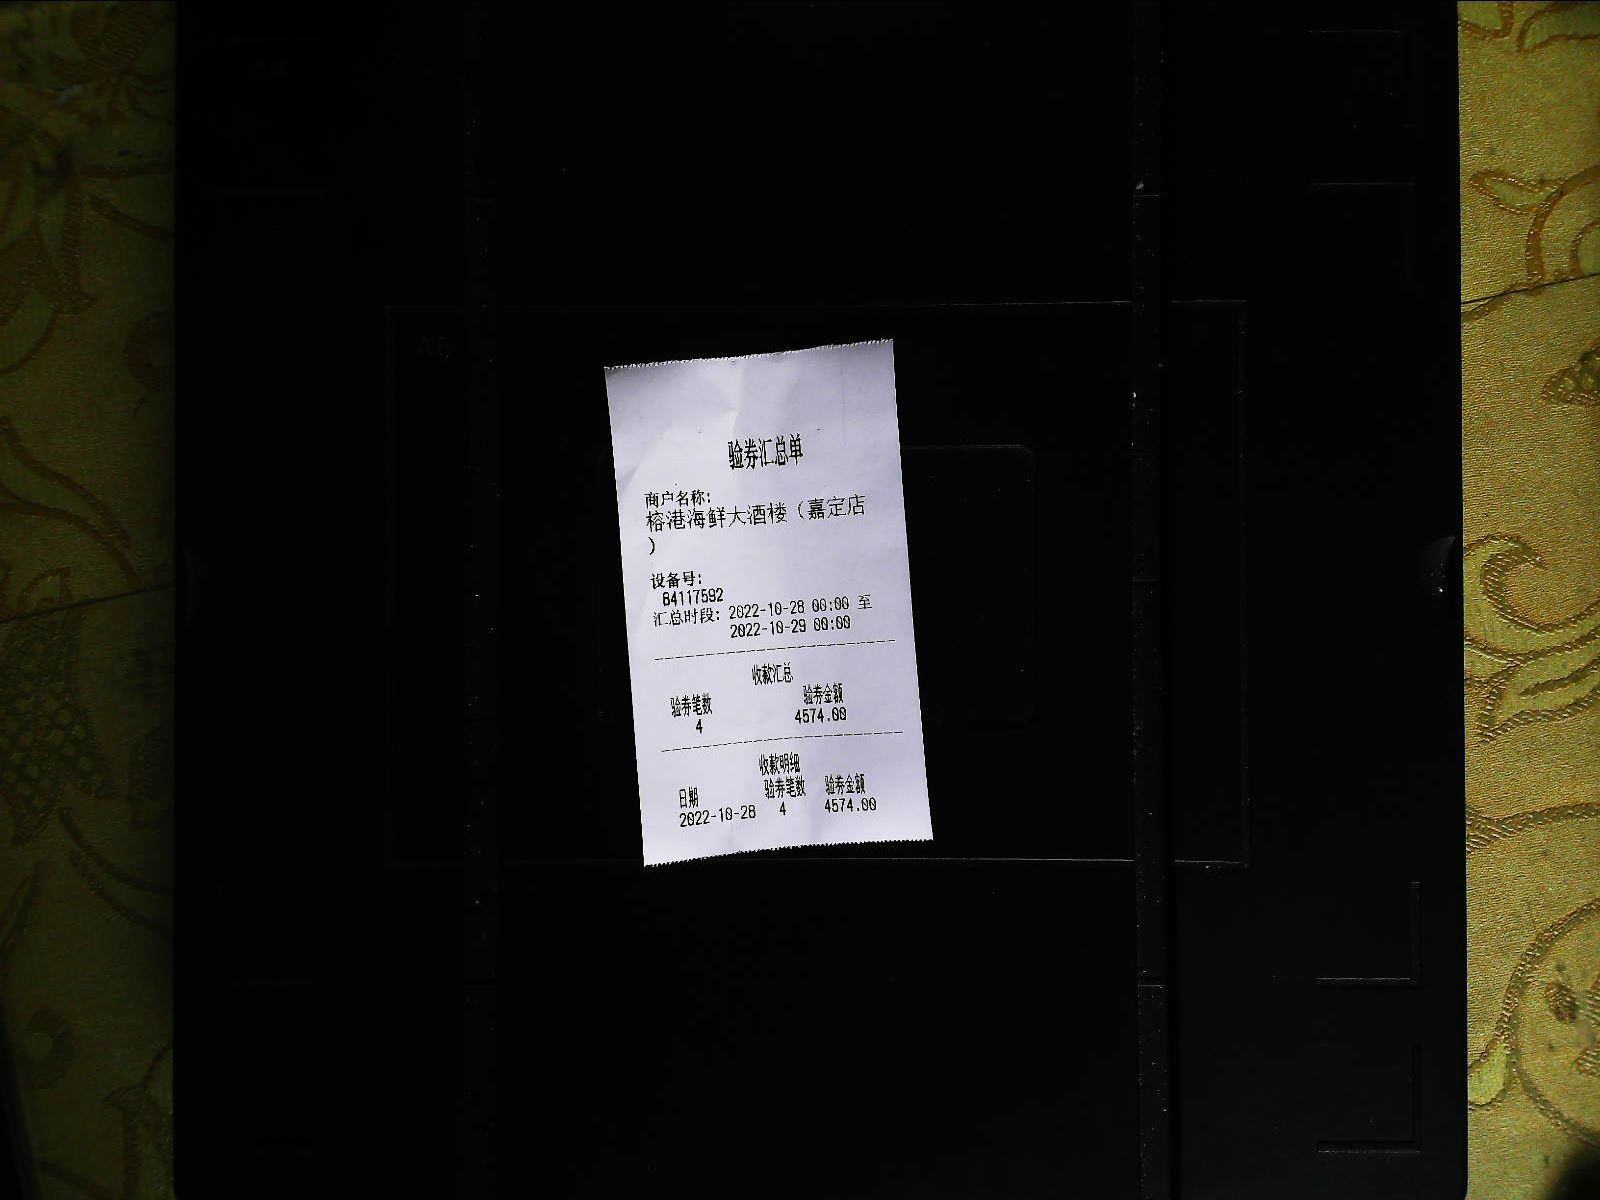 验券汇总单
商户名称:
榕港海鲜大酒楼（嘉定店
）
设备号:
84117592
汇总时段: 2022-10-28 00:00 至
2022-10-29 00:00
收款汇总
验券笔数 验券金额
4 4574.00
收款明细
日期 验券笔数 验券金额
2022-10-28 4 4574.00